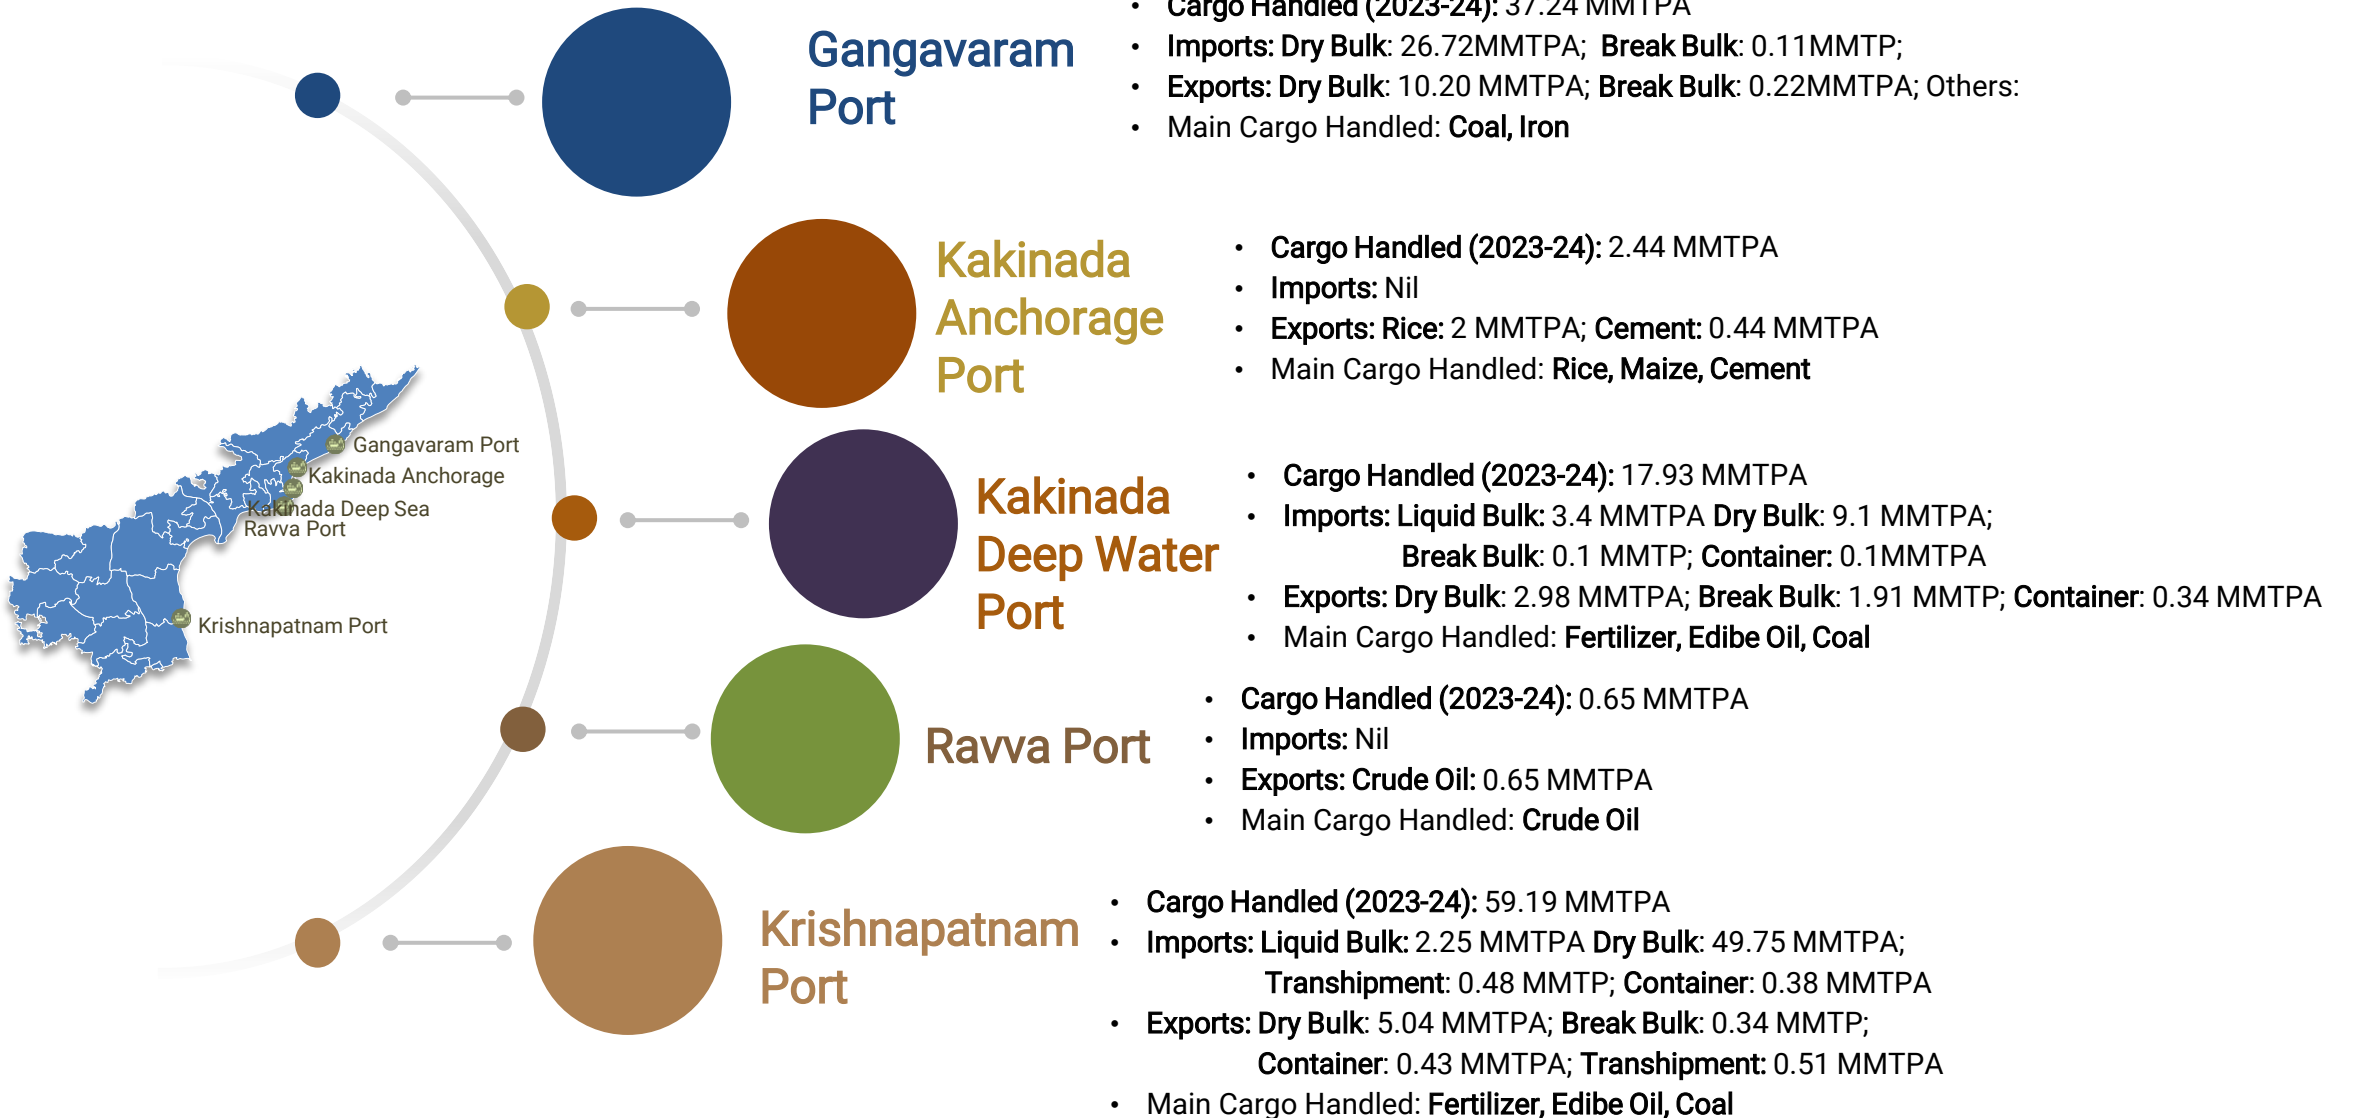 Gangavaram
Port
• Cargo Handled (2023-24): 37.24 MMTPA
• Imports: Dry Bulk: 26.72MMTPA; Break Bulk: 0.11MMTP;
• Exports: Dry Bulk: 10.20 MMTPA; Break Bulk: 0.22MMTPA; Others:
• Main Cargo Handled: Coal, Iron
Kakinada
Anchorage
Port
• Cargo Handled (2023-24): 2.44 MMTPA
• Imports: Nil
• Exports: Rice: 2 MMTPA; Cement: 0.44 MMTPA
• Main Cargo Handled: Rice, Maize, Cement
Gangavaram Port
Kakinada Anchorage
Kakinada Deep Sea
Ravva Port
Krishnapatnam Port
Kakinada
Deep Water
Port
• Cargo Handled (2023-24): 17.93 MMTPA
• Imports: Liquid Bulk: 3.4 MMTPA Dry Bulk: 9.1 MMTPA;
Break Bulk: 0.1 MMTP; Container: 0.1MMTPA
• Exports: Dry Bulk: 2.98 MMTPA; Break Bulk: 1.91 MMTP; Container: 0.34 MMTPA
• Main Cargo Handled: Fertilizer, Edibe Oil, Coal
Ravva Port
• Cargo Handled (2023-24): 0.65 MMTPA
• Imports: Nil
• Exports: Crude Oil: 0.65 MMTPA
• Main Cargo Handled: Crude Oil
Krishnapatnam
Port
• Cargo Handled (2023-24): 59.19 MMTPA
• Imports: Liquid Bulk: 2.25 MMTPA Dry Bulk: 49.75 MMTPA;
Transhipment: 0.48 MMTP; Container: 0.38 MMTPA
• Exports: Dry Bulk: 5.04 MMTPA; Break Bulk: 0.34 MMTP;
Container: 0.43 MMTPA; Transhipment: 0.51 MMTPA
• Main Cargo Handled: Fertilizer, Edibe Oil, Coal